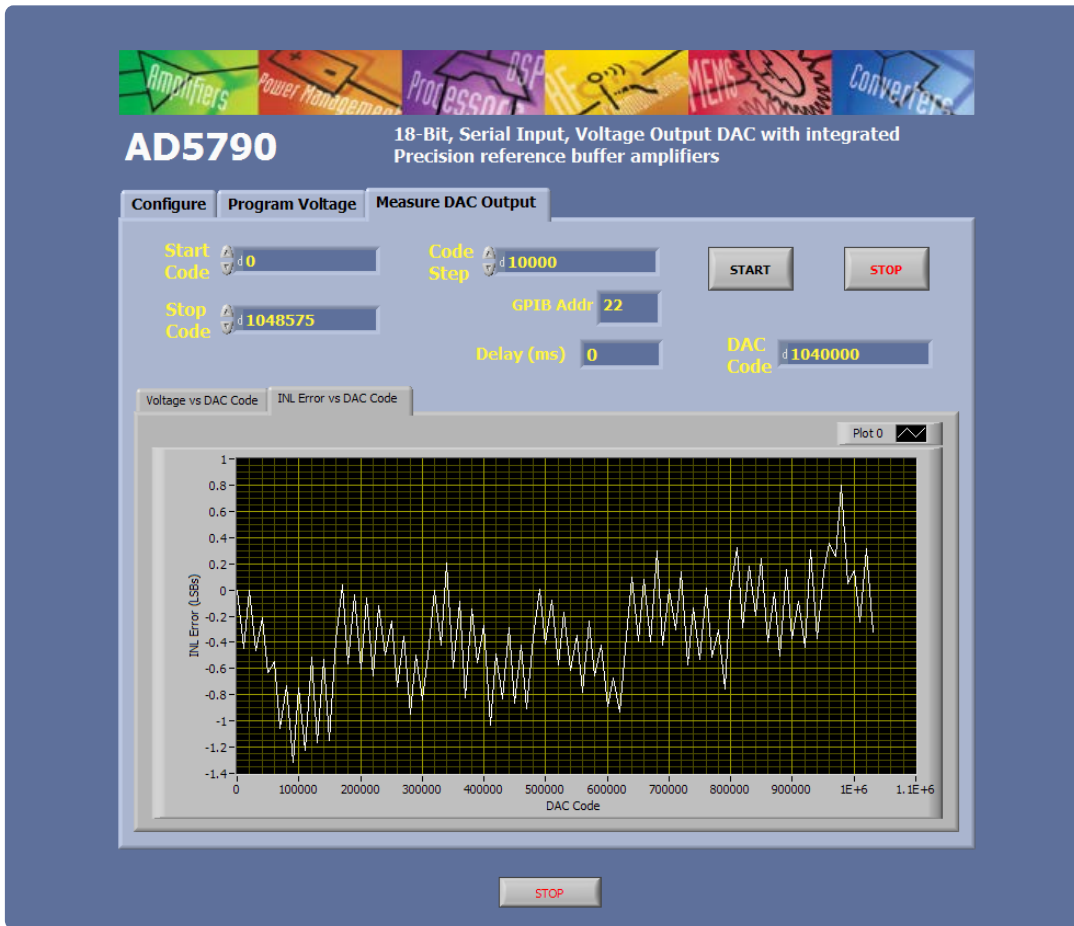 Amplifiers Power Management Processors DSP RF Communications MEMS Converters
AD5790
18-Bit, Serial Input, Voltage Output DAC with integrated
Precision reference buffer amplifiers
Configure Program Voltage Measure DAC Output
Start
Code
d 0
Code
Step
d 10000
START STOP
Stop
Code
d 1048575
GPIB Addr 22
Delay (ms) 0
DAC
Code
d 1040000
Voltage vs DAC Code INL Error vs DAC Code
Plot 0
INL Error (LSBs)
1
0.8
0.6
0.4
0.2
0
-0.2
-0.4
-0.6
-0.8
-1
-1.2
-1.4
0 100000 200000 300000 400000 500000 600000 700000 800000 900000 1E+6 1.1E+6
DAC Code
STOP